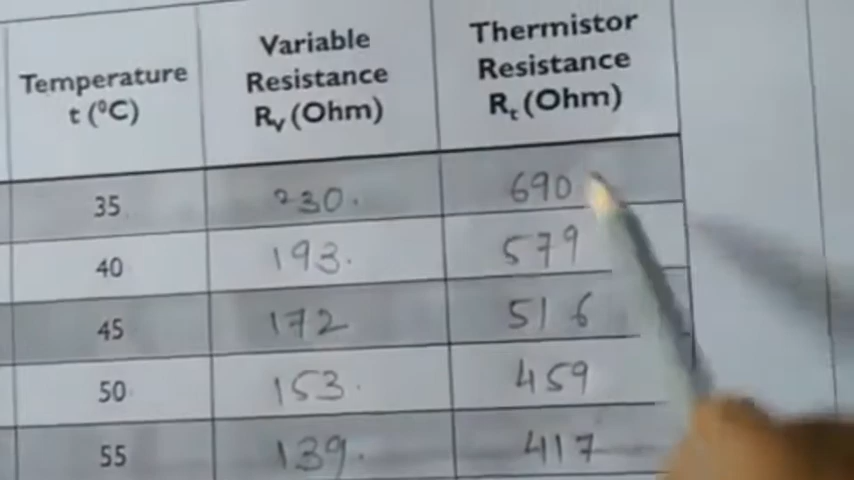 Temperature t (⁰C) Variable Resistance Rv (Ohm) Thermistor Resistance Rt (Ohm)
35 230. 690
40 193. 579
45 172 516
50 153. 459
55 139. 417